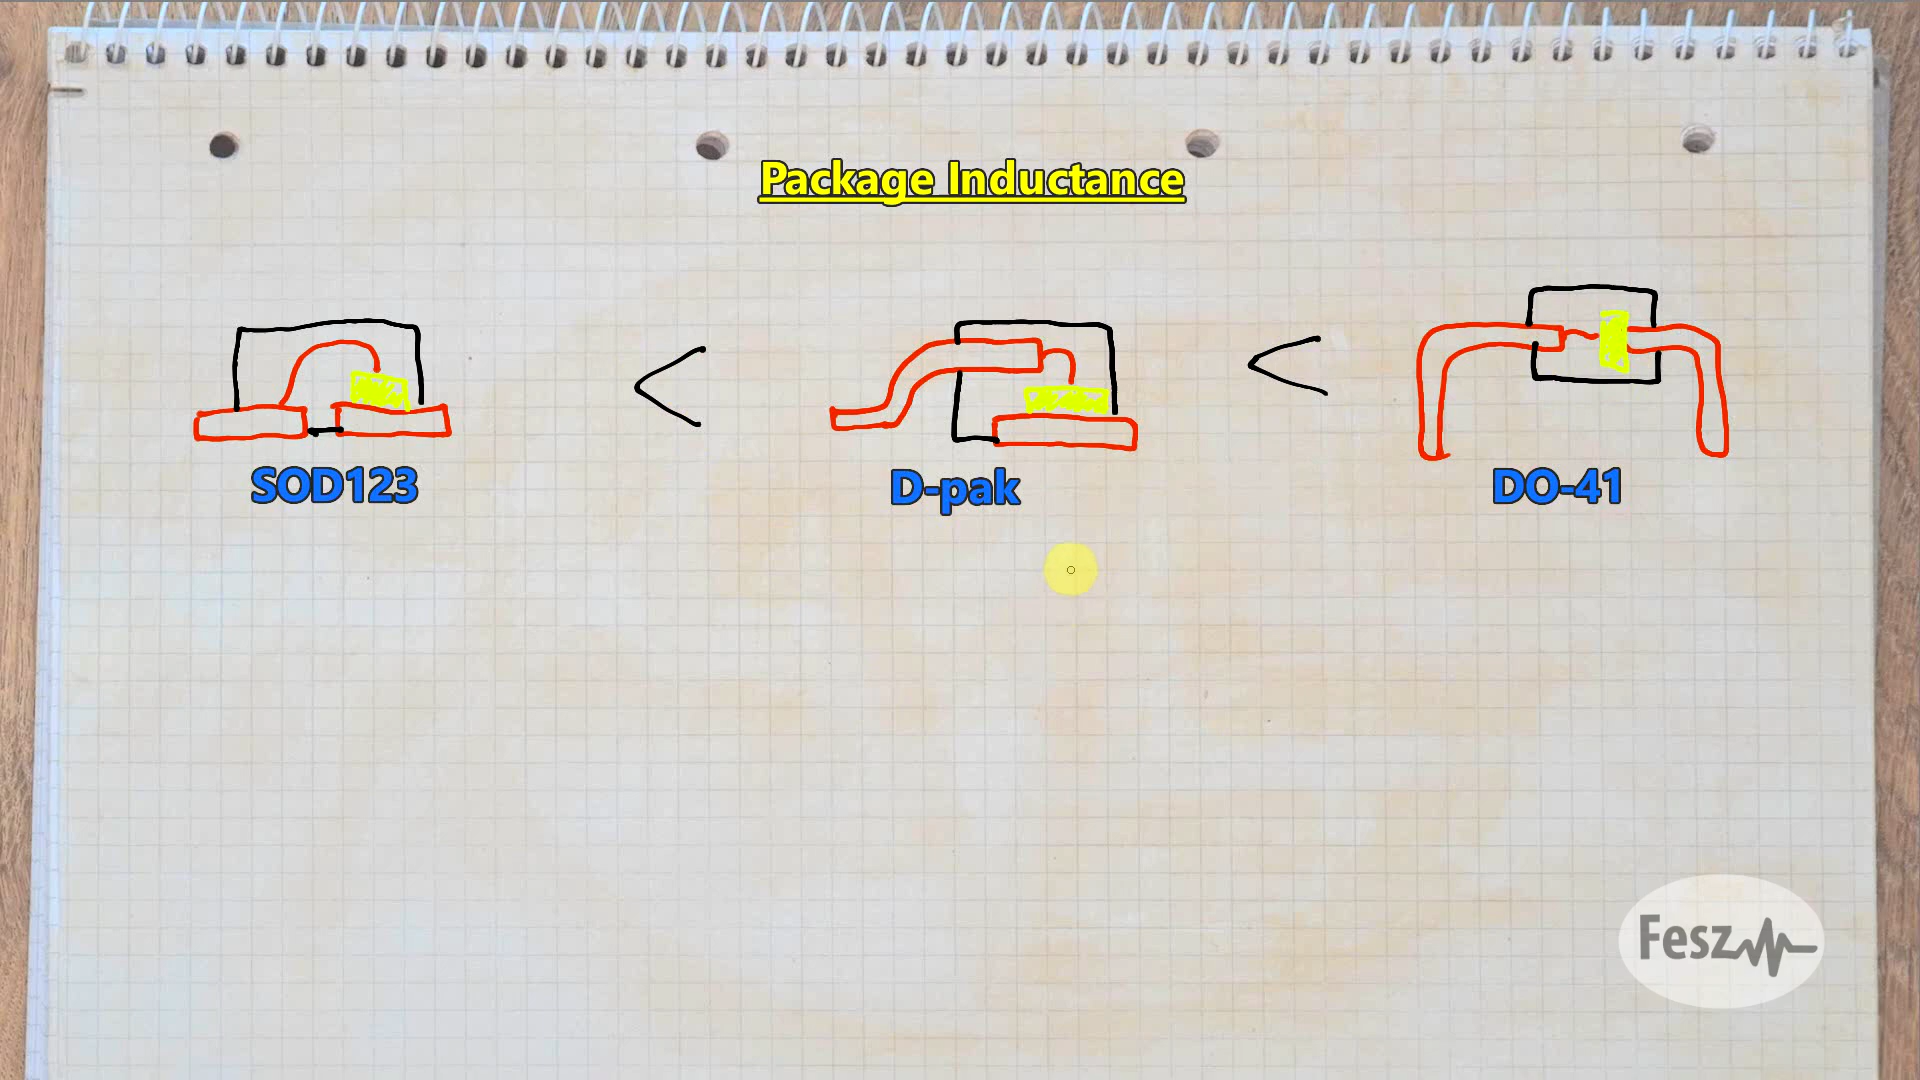 Package Inductance
< <
SOD123 D-pak DO-41
Fesz